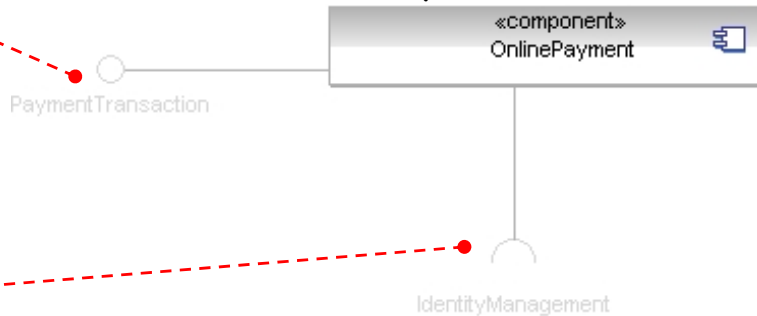 «component»
OnlinePayment
PaymentTransaction
IdentityManagement